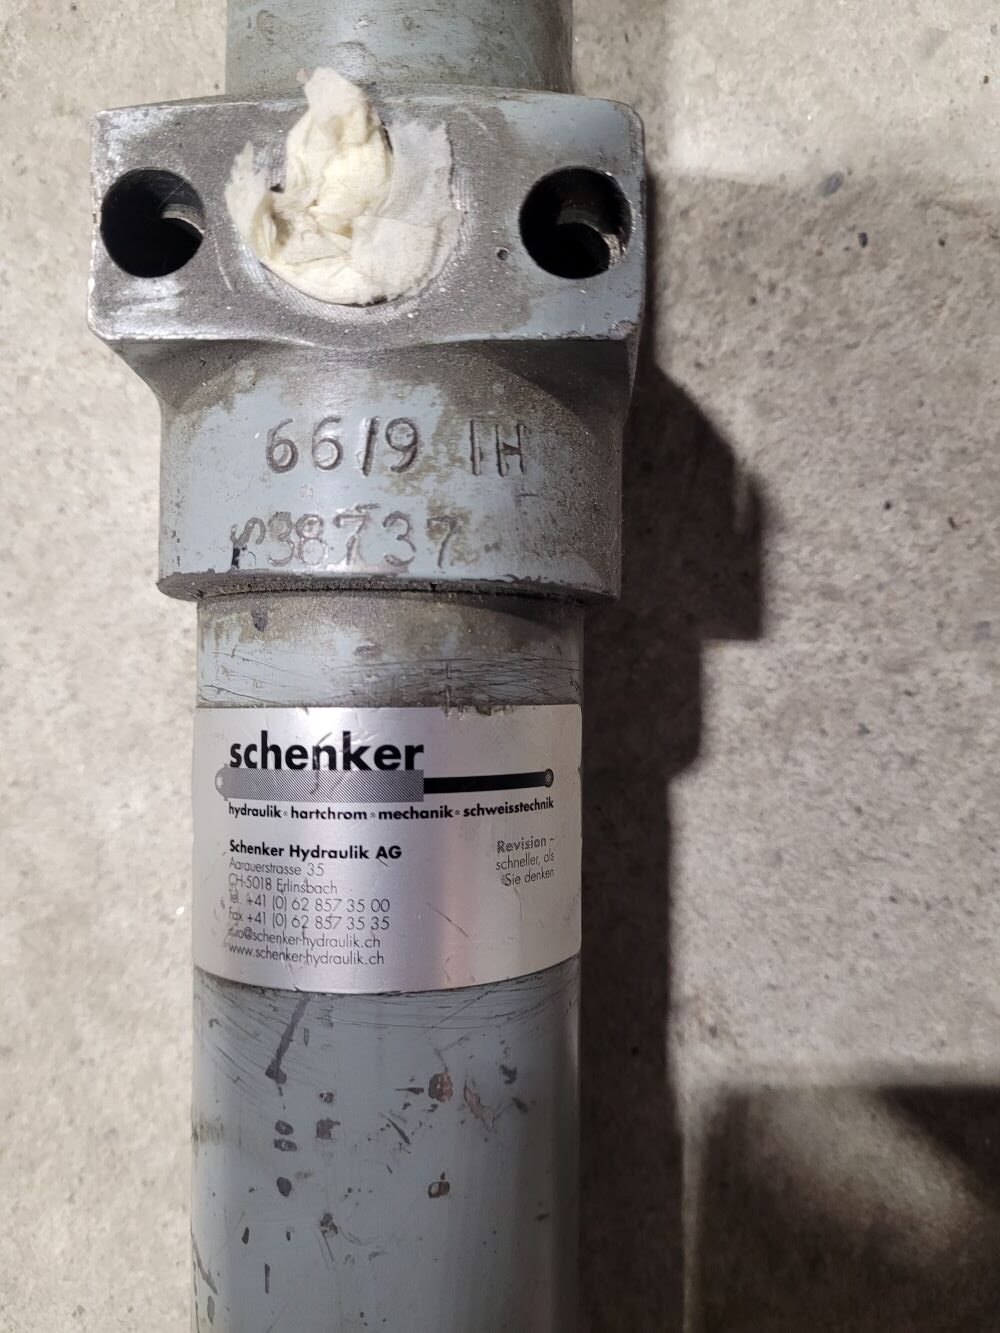 66/9 IH
38737
schenker
hydraulik » hartchrom » mechanik » schweisstechnik
Schenker Hydraulik AG
Aarauerstrasse 35
CH-5018 Erlinsbach
Tel. +41 (0) 62 857 35 00
Fax +41 (0) 62 857 35 35
buero@schenker-hydraulik.ch
www.schenker-hydraulik.ch
Revision –
schneller, als
Sie denken